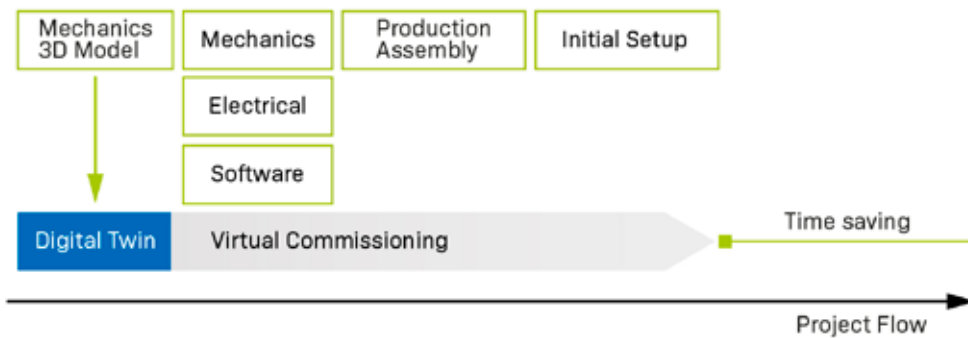 Mechanics
3D Model
Mechanics
Production
Assembly
Initial Setup
Electrical
Software
Digital Twin
Virtual Commissioning
Time saving
Project Flow